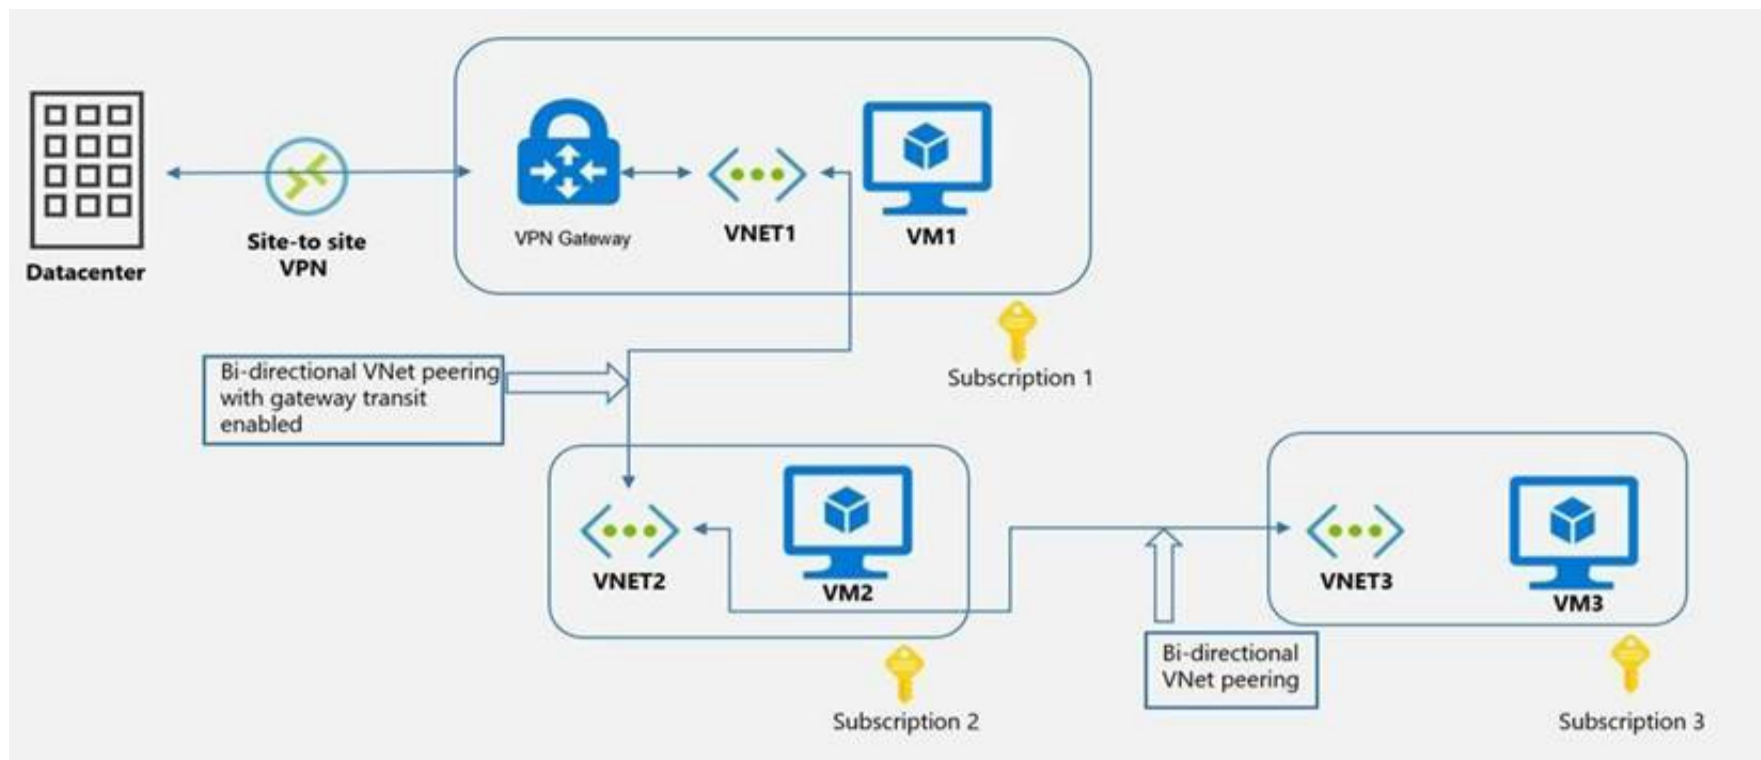 Datacenter
Site-to site
VPN
VPN Gateway
VNET1
VM1
Subscription 1
Bi-directional VNet peering
with gateway transit
enabled
VNET2
VM2
Subscription 2
Bi-directional
VNet peering
VNET3
VM3
Subscription 3